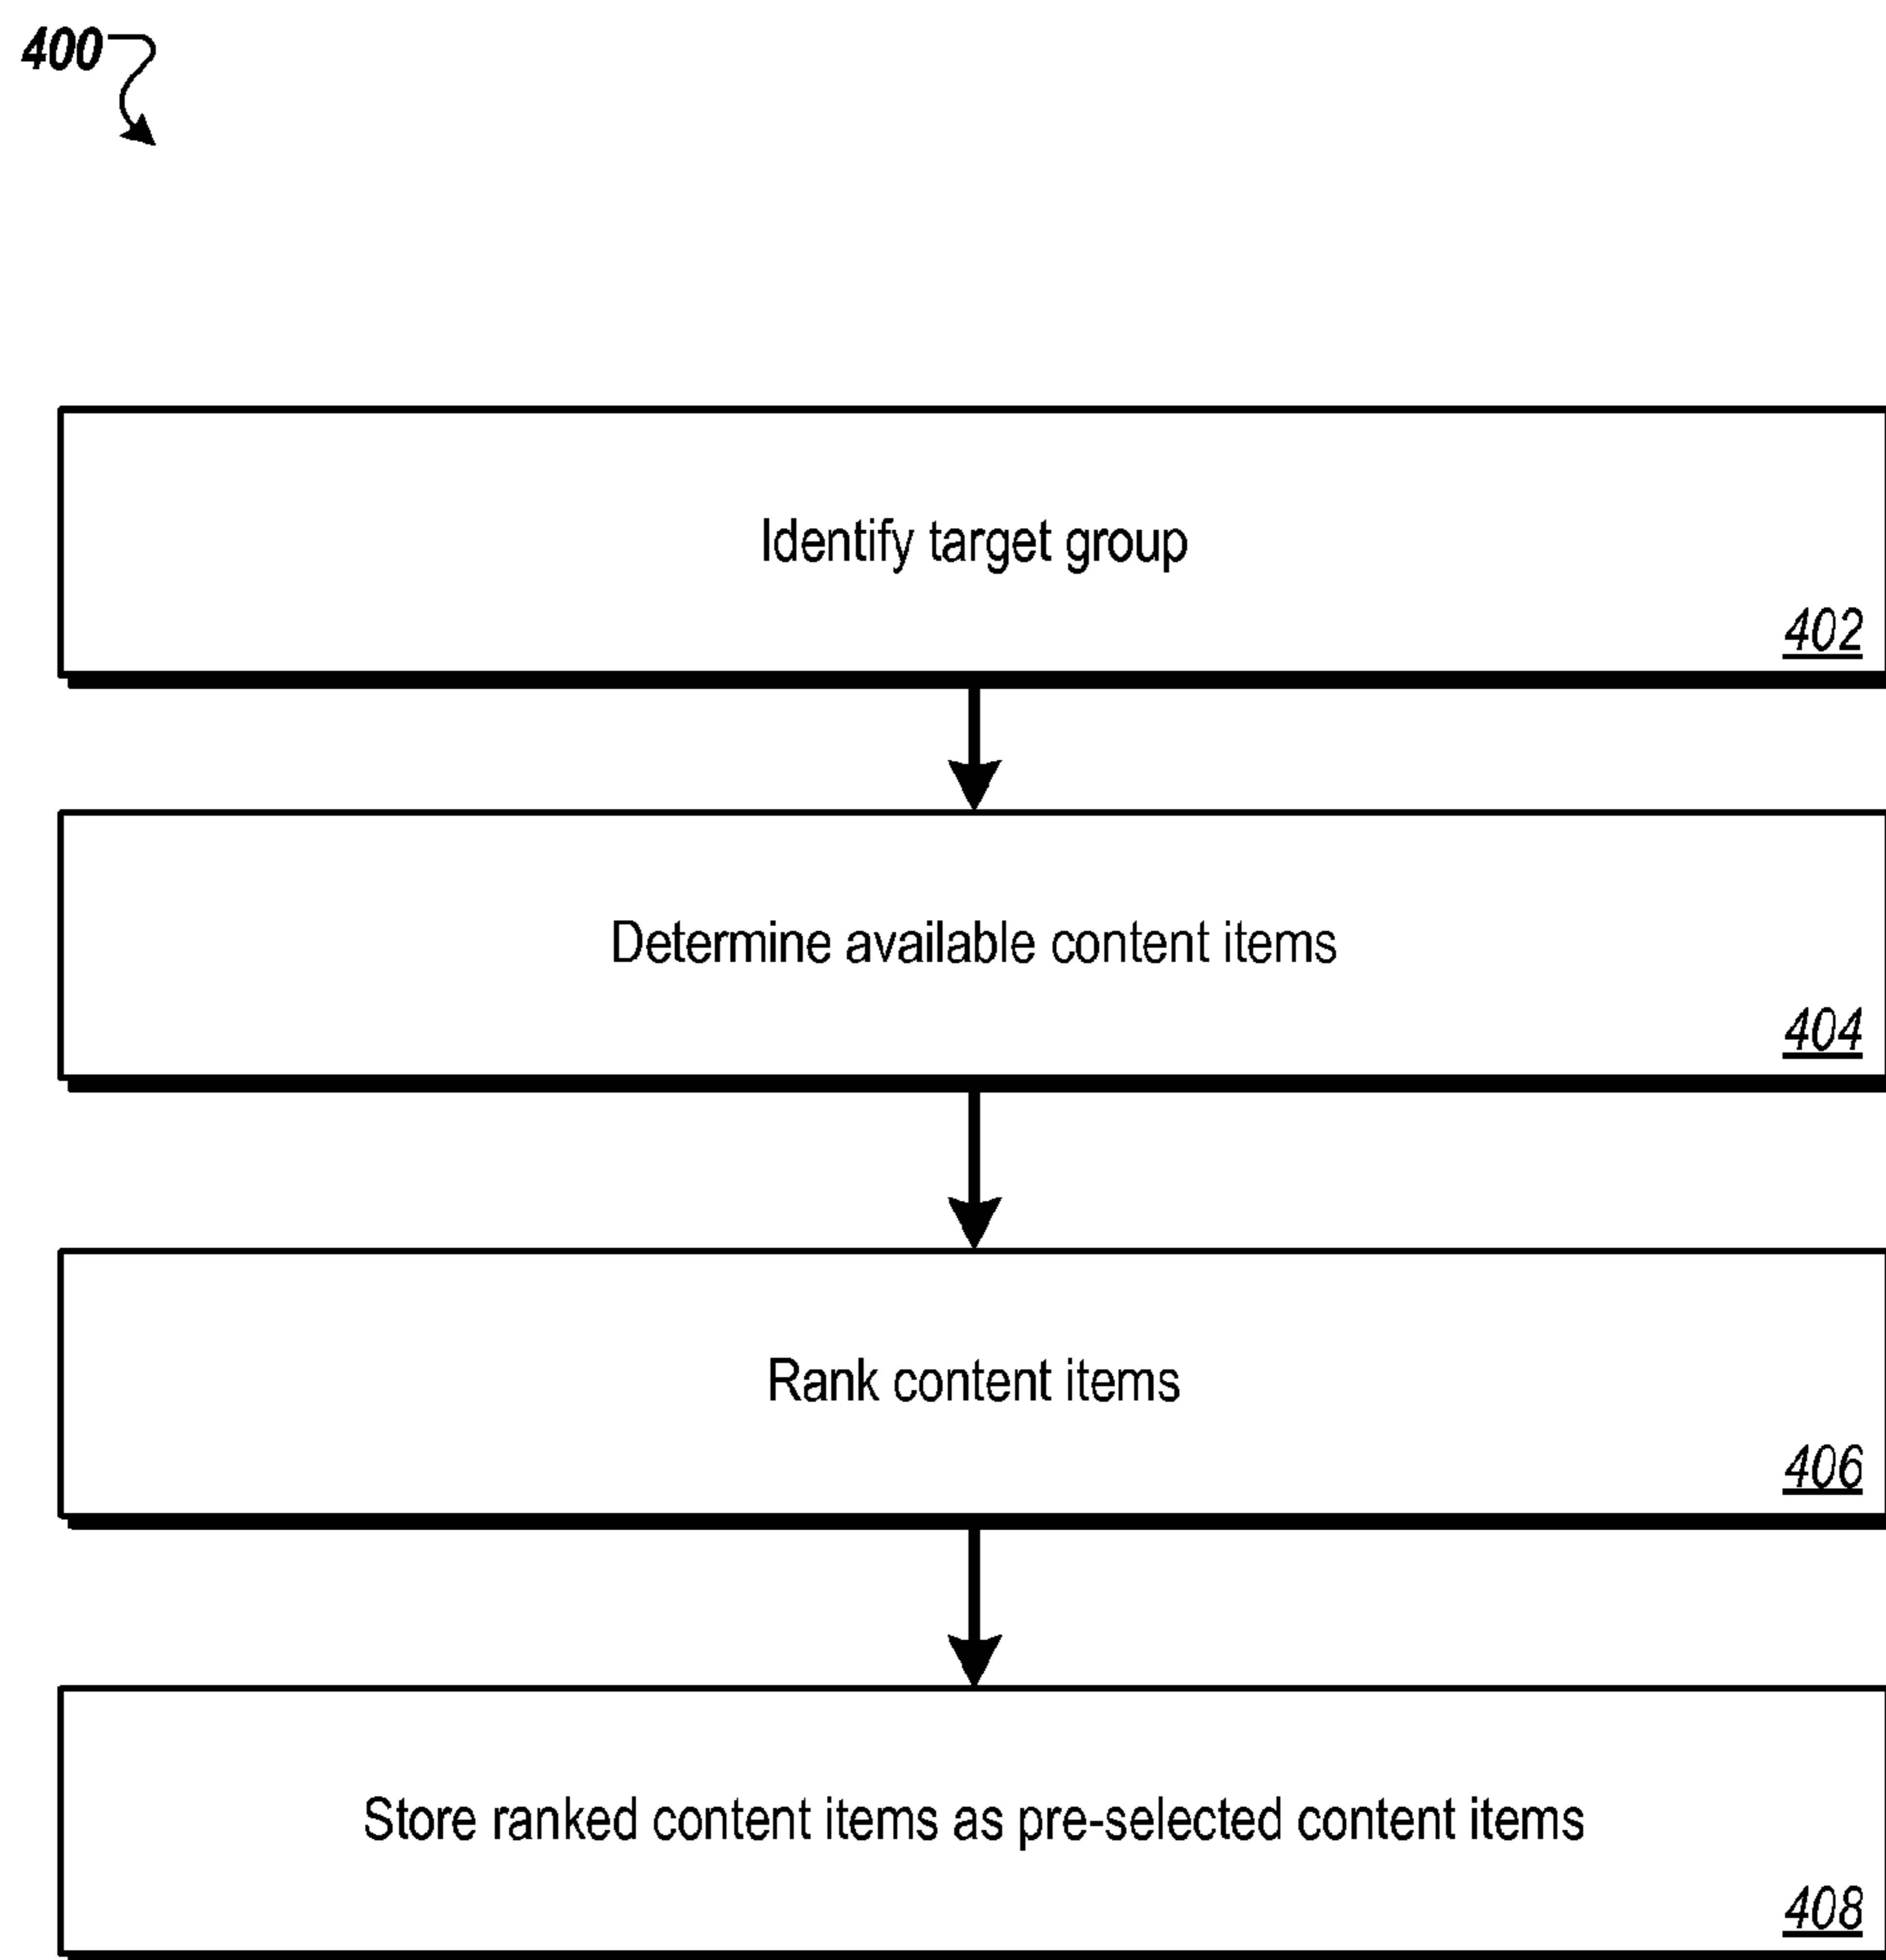 400
Identify target group
402
Determine available content items
404
Rank content items
406
Store ranked content items as pre-selected content items
408